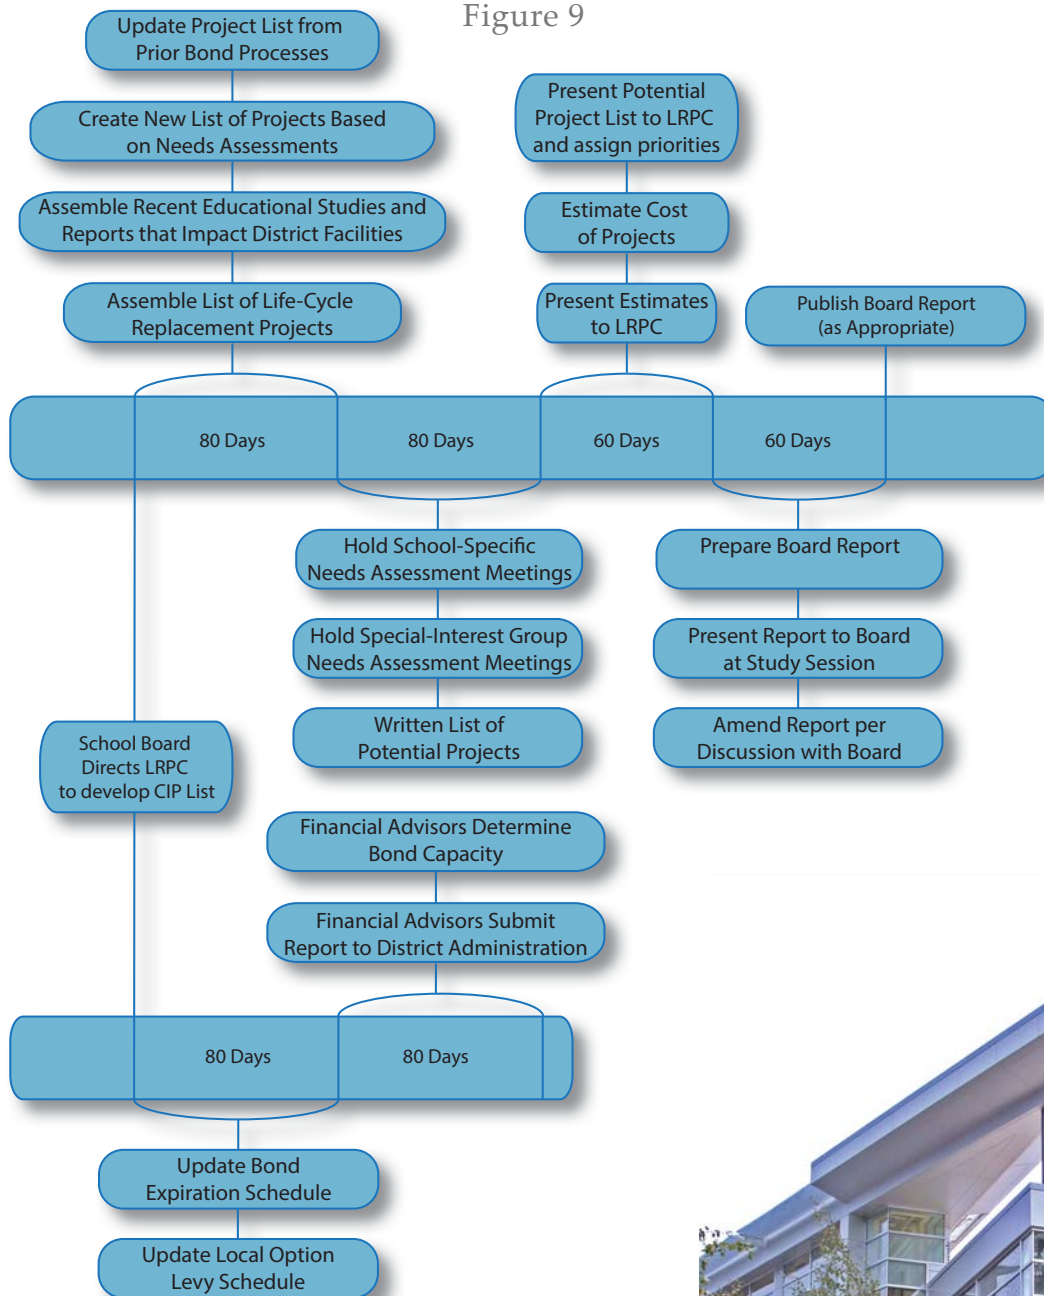 Figure 9
Update Project List from
Prior Bond Processes
Create New List of Projects Based
on Needs Assessments
Assemble Recent Educational Studies and
Reports that Impact District Facilities
Assemble List of Life-Cycle
Replacement Projects
Present Potential
Project List to LRPC
and assign priorities
Estimate Cost
of Projects
Present Estimates
to LRPC
Publish Board Report
(as Appropriate)
80 Days
80 Days
60 Days
60 Days
Hold School-Specific
Needs Assessment Meetings
Hold Special-Interest Group
Needs Assessment Meetings
Written List of
Potential Projects
Prepare Board Report
Present Report to Board
at Study Session
Amend Report per
Discussion with Board
School Board
Directs LRPC
to develop CIP List
Financial Advisors Determine
Bond Capacity
Financial Advisors Submit
Report to District Administration
80 Days
80 Days
Update Bond
Expiration Schedule
Update Local Option
Levy Schedule